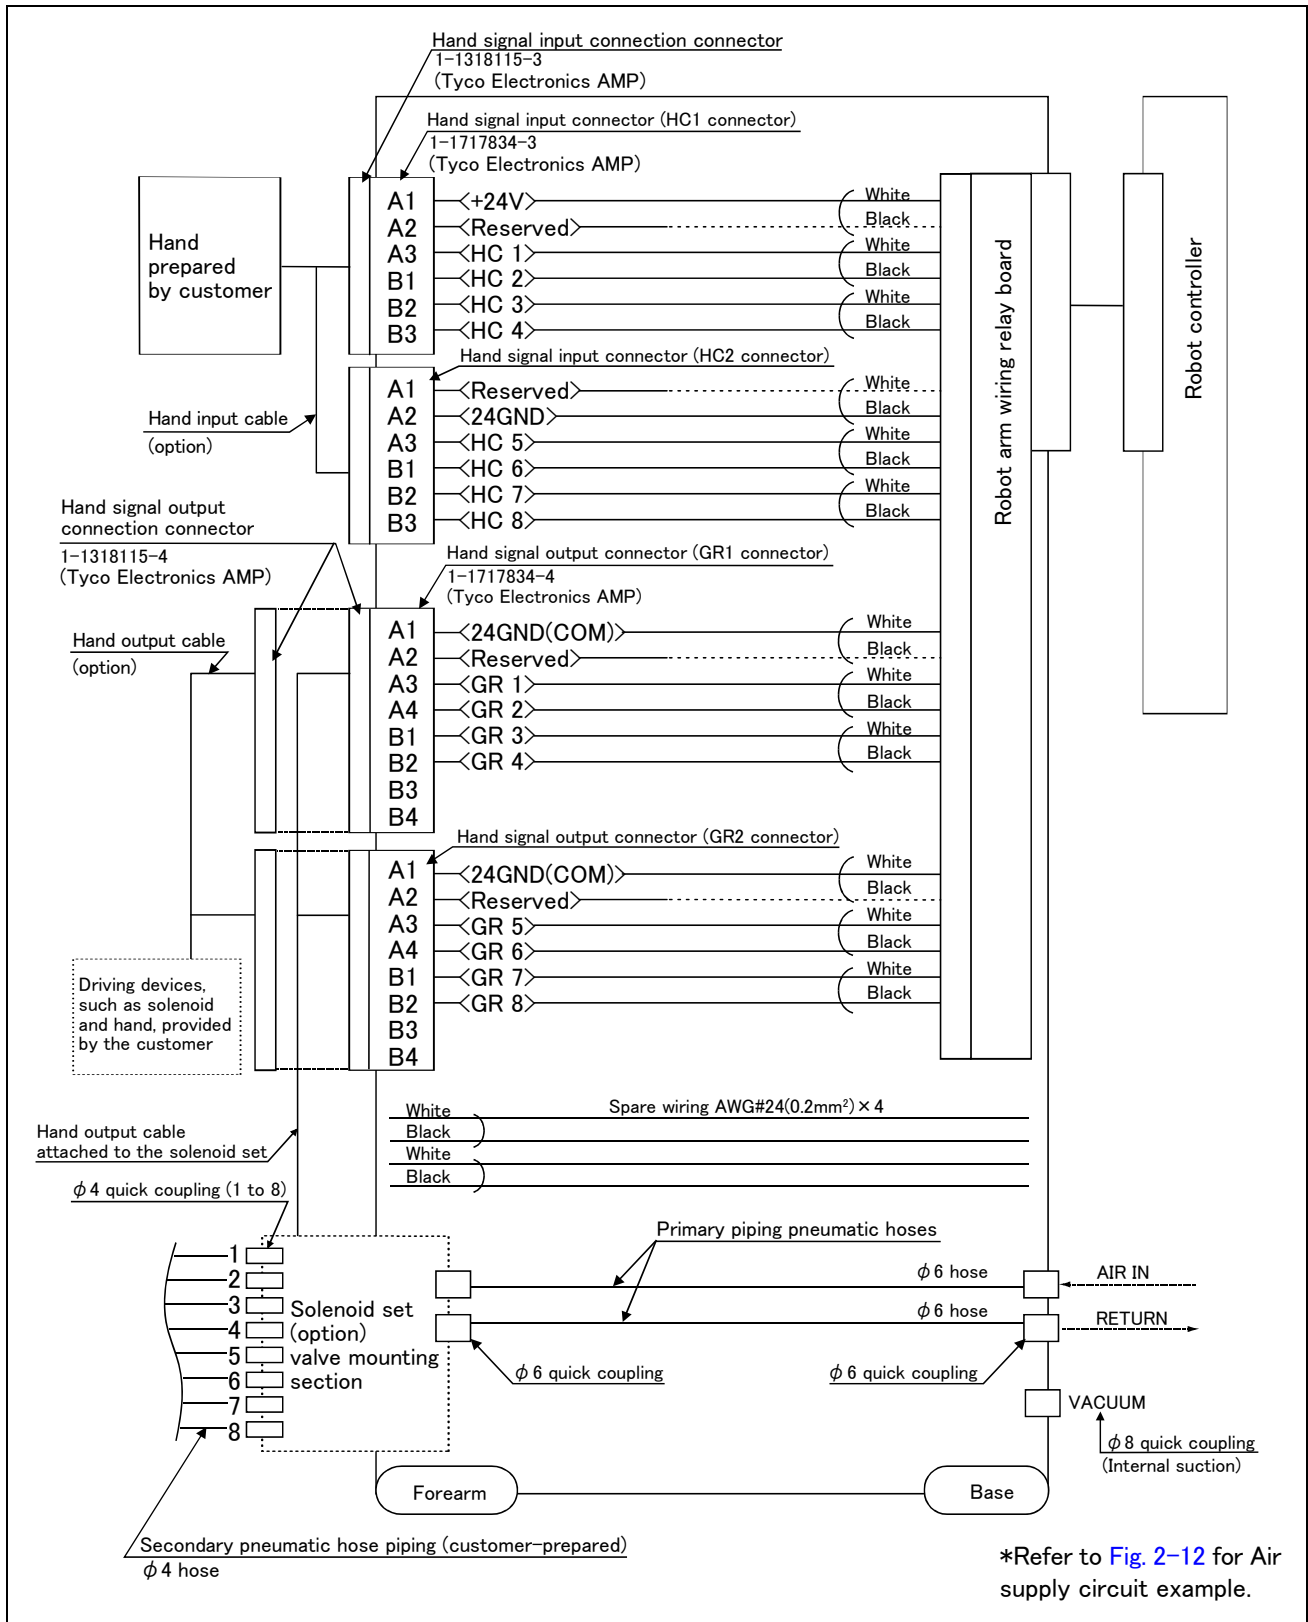 Hand signal input connection connector
1-1318115-3
(Tyco Electronics AMP)
Hand signal input connector (HC1 connector)
1-1717834-3
(Tyco Electronics AMP)
Hand
prepared
by customer
A1 <+24V> White
A2 <Reserved> Black
A3 <HC 1> White
B1 <HC 2> Black
B2 <HC 3> White
B3 <HC 4> Black
Robot arm wiring relay board
Robot controller
Hand signal input connector (HC2 connector)
A1 <Reserved> White
A2 <24GND> Black
A3 <HC 5> White
B1 <HC 6> Black
B2 <HC 7> White
B3 <HC 8> Black
Hand input cable
(option)
Hand signal output
connection connector
1-1318115-4
(Tyco Electronics AMP)
Hand signal output connector (GR1 connector)
1-1717834-4
(Tyco Electronics AMP)
Hand output cable
(option)
A1 <24GND(COM)> White
A2 <Reserved> Black
A3 <GR 1> White
A4 <GR 2> Black
B1 <GR 3> White
B2 <GR 4> Black
B3
B4
Hand signal output connector (GR2 connector)
A1 <24GND(COM)> White
A2 <Reserved> Black
A3 <GR 5> White
A4 <GR 6> Black
B1 <GR 7> White
B2 <GR 8> Black
B3
B4
Driving devices,
such as solenoid
and hand, provided
by the customer
White Spare wiring AWG#24(0.2mm²)×4
Black
White
Black
Hand output cable
attached to the solenoid set
φ4 quick coupling (1 to 8)
Primary piping pneumatic hoses
1
2
3
4
5
6
7
8
Solenoid set
(option)
valve mounting
section
φ6 hose
AIR IN
φ6 hose
RETURN
φ6 quick coupling
φ6 quick coupling
VACUUM
φ8 quick coupling
(Internal suction)
Forearm
Base
Secondary pneumatic hose piping (customer-prepared)
φ4 hose
*Refer to Fig. 2-12 for Air
supply circuit example.